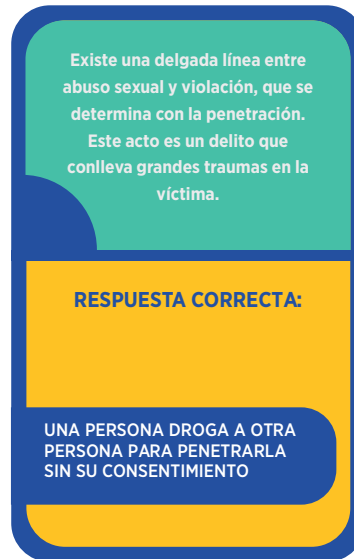 Existe una delgada línea entre
abuso sexual y violación, que se
determina con la penetración.
Este acto es un delito que
conlleva grandes traumas en la
víctima.
RESPUESTA CORRECTA:
UNA PERSONA DROGA A OTRA
PERSONA PARA PENETRARLA
SIN SU CONSENTIMIENTO